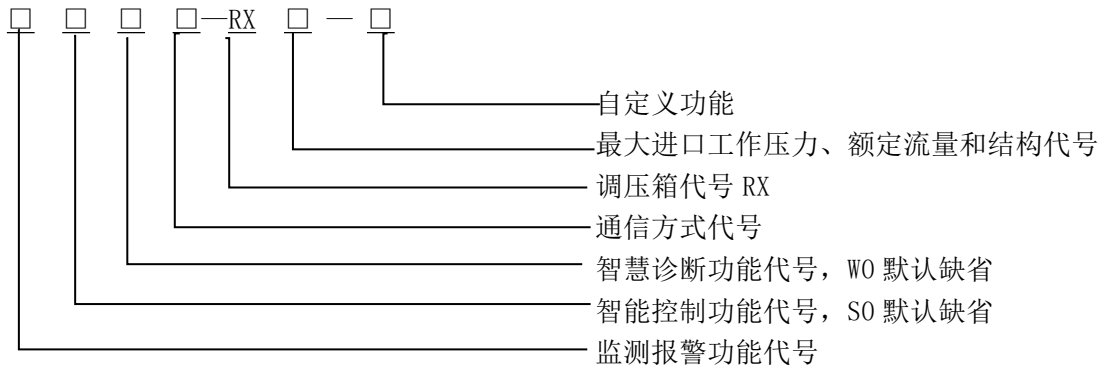 □ □ □ □—RX □ — □
自定义功能
最大进口工作压力、额定流量和结构代号
调压箱代号 RX
通信方式代号
智慧诊断功能代号，W0 默认缺省
智能控制功能代号，S0 默认缺省
监测报警功能代号